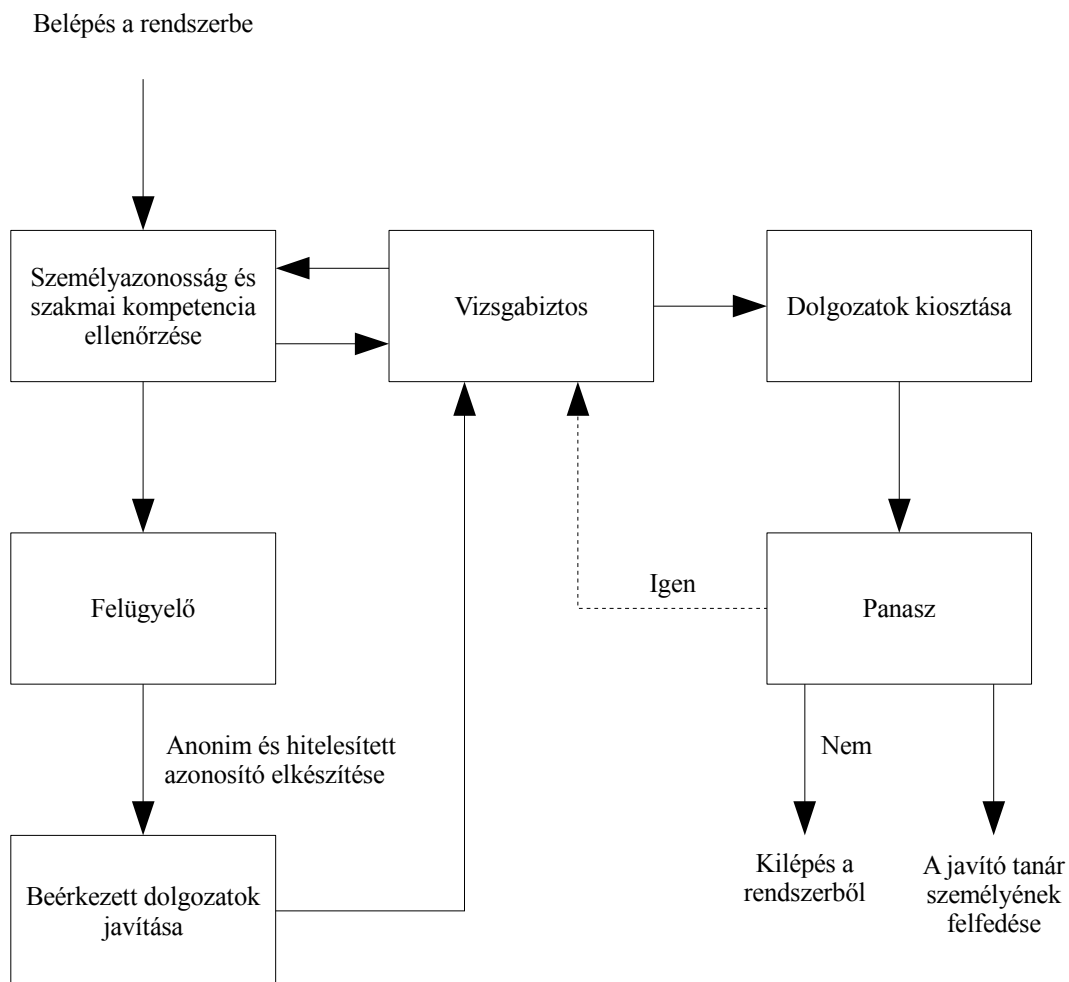 Belépés a rendszerbe
Személyazonosság és
szakmai kompetencia
ellenőrzése
Vizsgabiztos
Dolgozatok kiosztása
Felügyelő
Igen
Panasz
Anonim és hitelesített
azonosító elkészítése
Nem
Beérkezett dolgozatok
javítása
Kilépés a
rendszerből
A javító tanár
személyének
felfedése